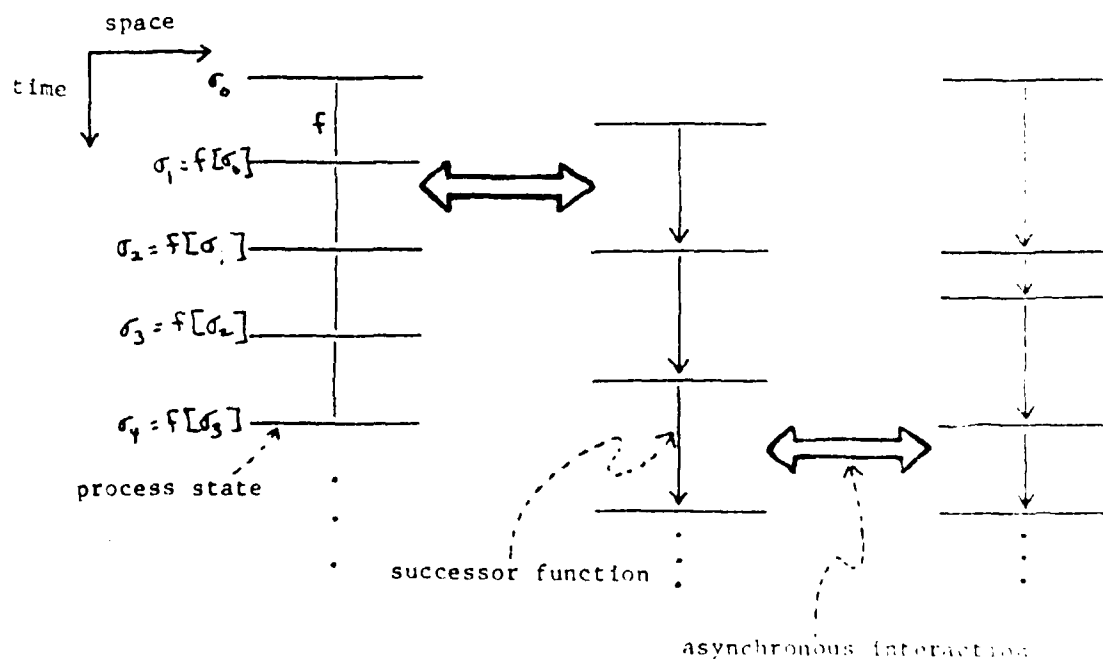 space
time
σ₀
f
σ₁ = f[σ₀]
σ₂ = f[σ₁]
σ₃ = f[σ₂]
σ₄ = f[σ₃]
process state
successor function
asynchronous interaction